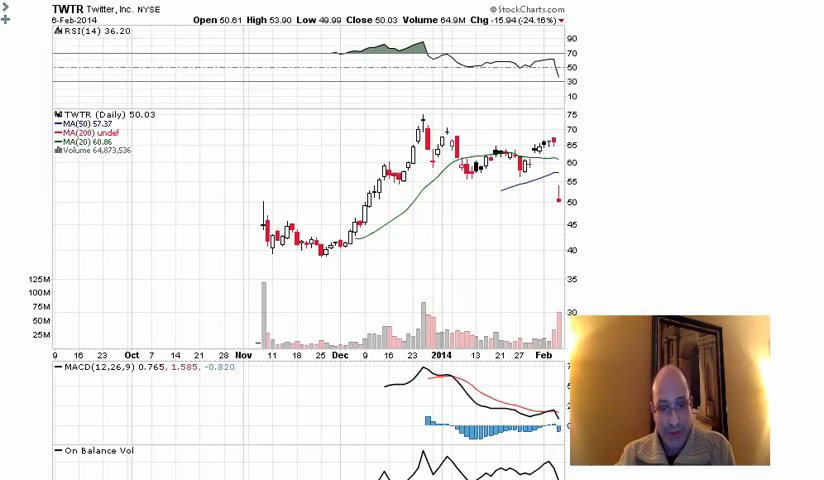 TWTR Twitter, Inc. NYSE © StockCharts.com
6-Feb-2014 Open 50.61 High 53.90 Low 49.99 Close 50.03 Volume 64.9M Chg -15.94 (-24.16%)
RSI(14) 36.20
90
70
50
30
10
TWTR (Daily) 50.03
MA(50) 57.37
MA(200) undef
MA(20) 60.86
Volume 64,873,536
75
70
65
60
55
50
45
40
35
30
125M
100M
75M
50M
25M
9 16 23 Oct 7 14 21 28 Nov 11 18 25 Dec 9 16 23 2014 13 21 27 Feb
MACD(12,26,9) 0.765, 1.585, -0.820
On Balance Vol